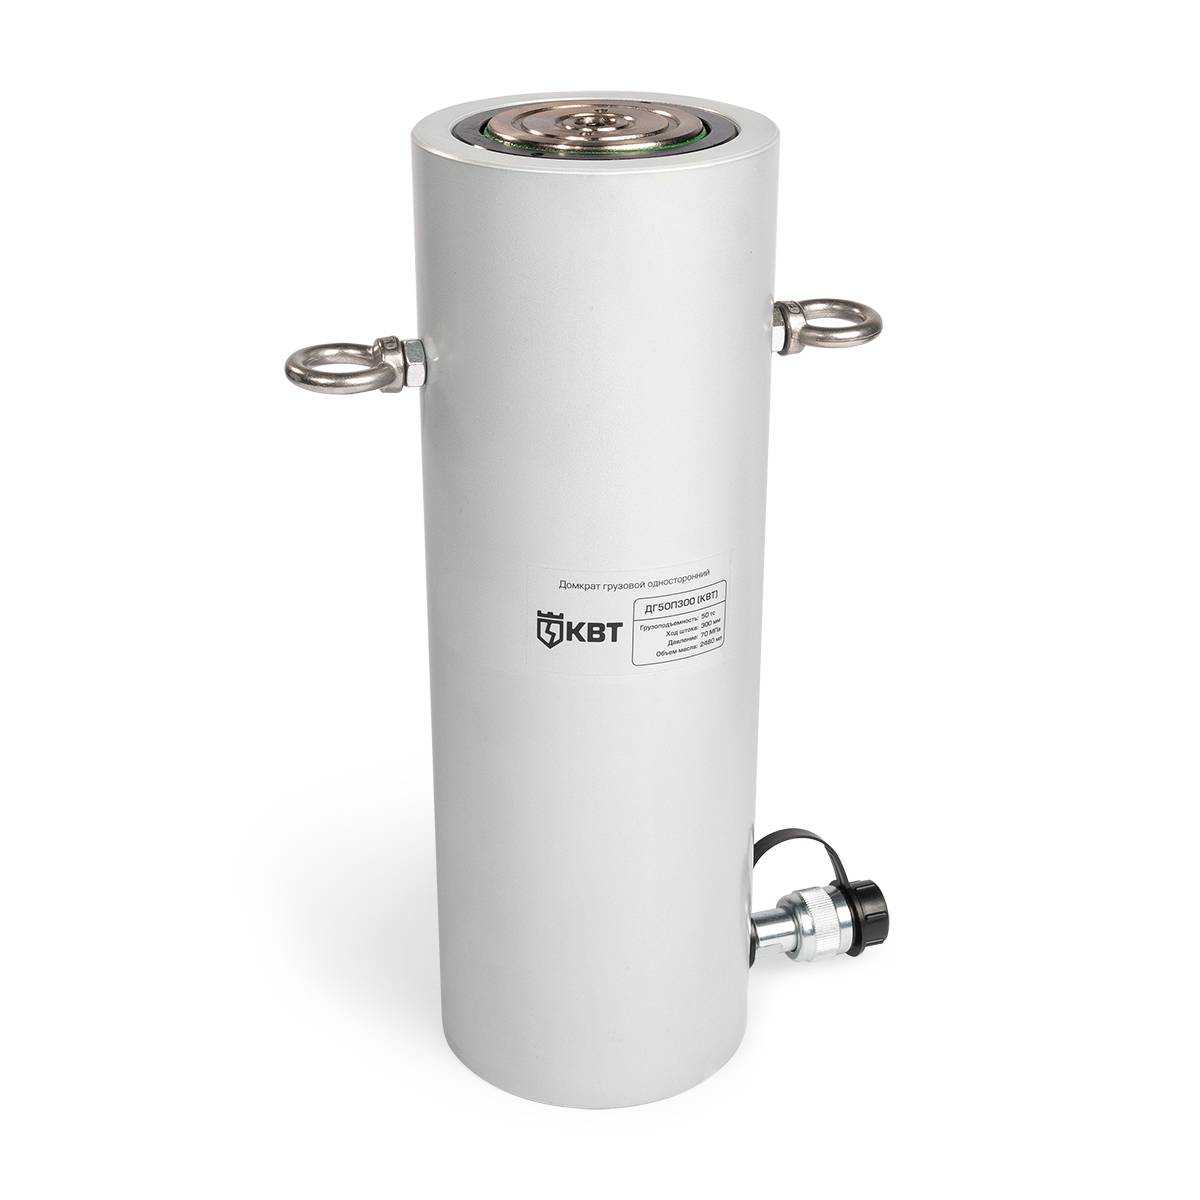 Домкрат грузовой односторонний
КВТ
ДГ50П300 (КВТ)
Грузоподъемность: 50 тс
Ход штока: 300 мм
Давление: 70 МПа
Объем масла: 2480 мл